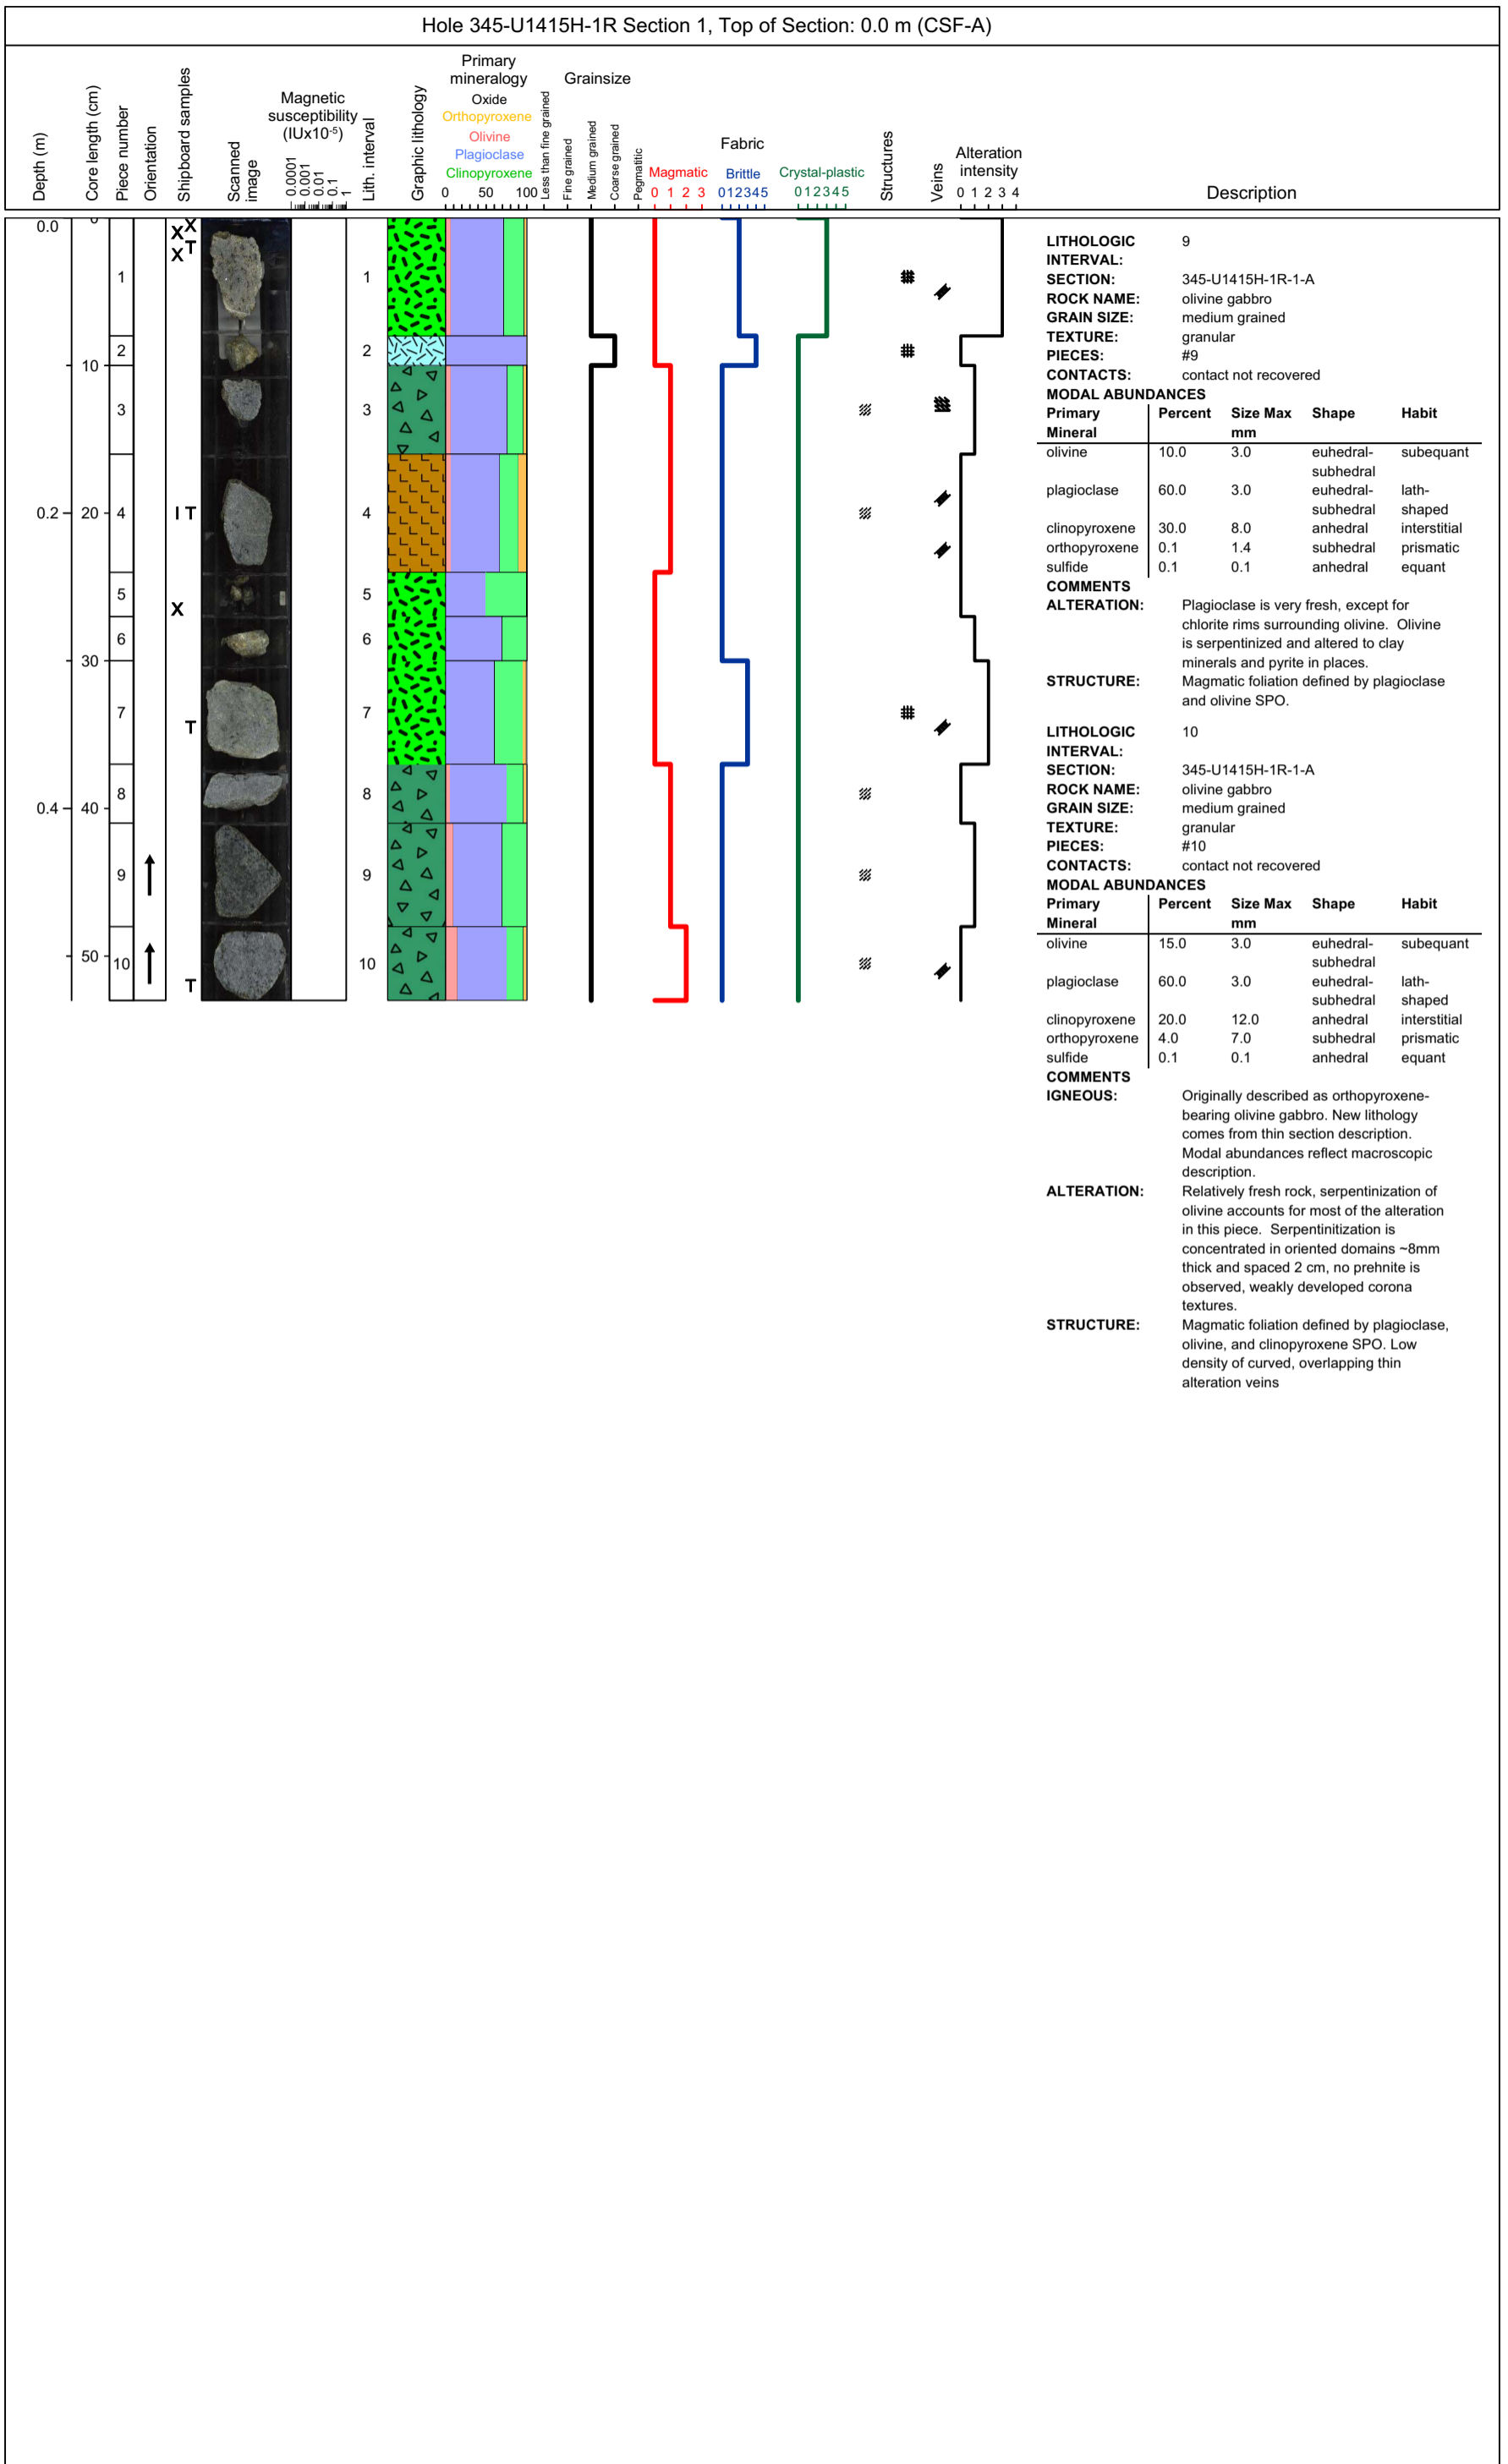 Hole 345-U1415H-1R Section 1, Top of Section: 0.0 m (CSF-A)
Depth (m)
Core length (cm)
Piece number
Orientation
Shipboard samples
Scanned
image
Magnetic
susceptibility
(IUx10-5)
0.0001
0.001
0.01
0.1
1
Lith. interval
Graphic lithology
Primary
mineralogy
Oxide
Orthopyroxene
Olivine
Plagioclase
Clinopyroxene
0 50 100
Grainsize
Less than fine grained
Fine grained
Medium grained
Coarse grained
Pegmatitic
Fabric
Magmatic
0 1 2 3
Brittle
012345
Crystal-plastic
012345
Structures
Veins
Alteration
intensity
0 1 2 3 4
Description
0.0
0
X X
X T
1
1
2
2
10
3
3
0.2
20
4
I T
4
5
X
5
6
6
30
7
T
7
8
8
0.4
40
9
9
50
10
T
10
LITHOLOGIC 9
INTERVAL:
SECTION: 345-U1415H-1R-1-A
ROCK NAME: olivine gabbro
GRAIN SIZE: medium grained
TEXTURE: granular
PIECES: #9
CONTACTS: contact not recovered
MODAL ABUNDANCES
Primary Percent Size Max Shape Habit
Mineral mm
olivine 10.0 3.0 euhedral- subequant
subhedral
plagioclase 60.0 3.0 euhedral- lath-
subhedral shaped
clinopyroxene 30.0 8.0 anhedral interstitial
orthopyroxene 0.1 1.4 subhedral prismatic
sulfide 0.1 0.1 anhedral equant
COMMENTS
ALTERATION: Plagioclase is very fresh, except for
chlorite rims surrounding olivine. Olivine
is serpentinized and altered to clay
minerals and pyrite in places.
STRUCTURE: Magmatic foliation defined by plagioclase
and olivine SPO.
LITHOLOGIC 10
INTERVAL:
SECTION: 345-U1415H-1R-1-A
ROCK NAME: olivine gabbro
GRAIN SIZE: medium grained
TEXTURE: granular
PIECES: #10
CONTACTS: contact not recovered
MODAL ABUNDANCES
Primary Percent Size Max Shape Habit
Mineral mm
olivine 15.0 3.0 euhedral- subequant
subhedral
plagioclase 60.0 3.0 euhedral- lath-
subhedral shaped
clinopyroxene 20.0 12.0 anhedral interstitial
orthopyroxene 4.0 7.0 subhedral prismatic
sulfide 0.1 0.1 anhedral equant
COMMENTS
IGNEOUS: Originally described as orthopyroxene-
bearing olivine gabbro. New lithology
comes from thin section description.
Modal abundances reflect macroscopic
description.
ALTERATION: Relatively fresh rock, serpentinization of
olivine accounts for most of the alteration
in this piece. Serpentinitization is
concentrated in oriented domains ~8mm
thick and spaced 2 cm, no prehnite is
observed, weakly developed corona
textures.
STRUCTURE: Magmatic foliation defined by plagioclase,
olivine, and clinopyroxene SPO. Low
density of curved, overlapping thin
alteration veins